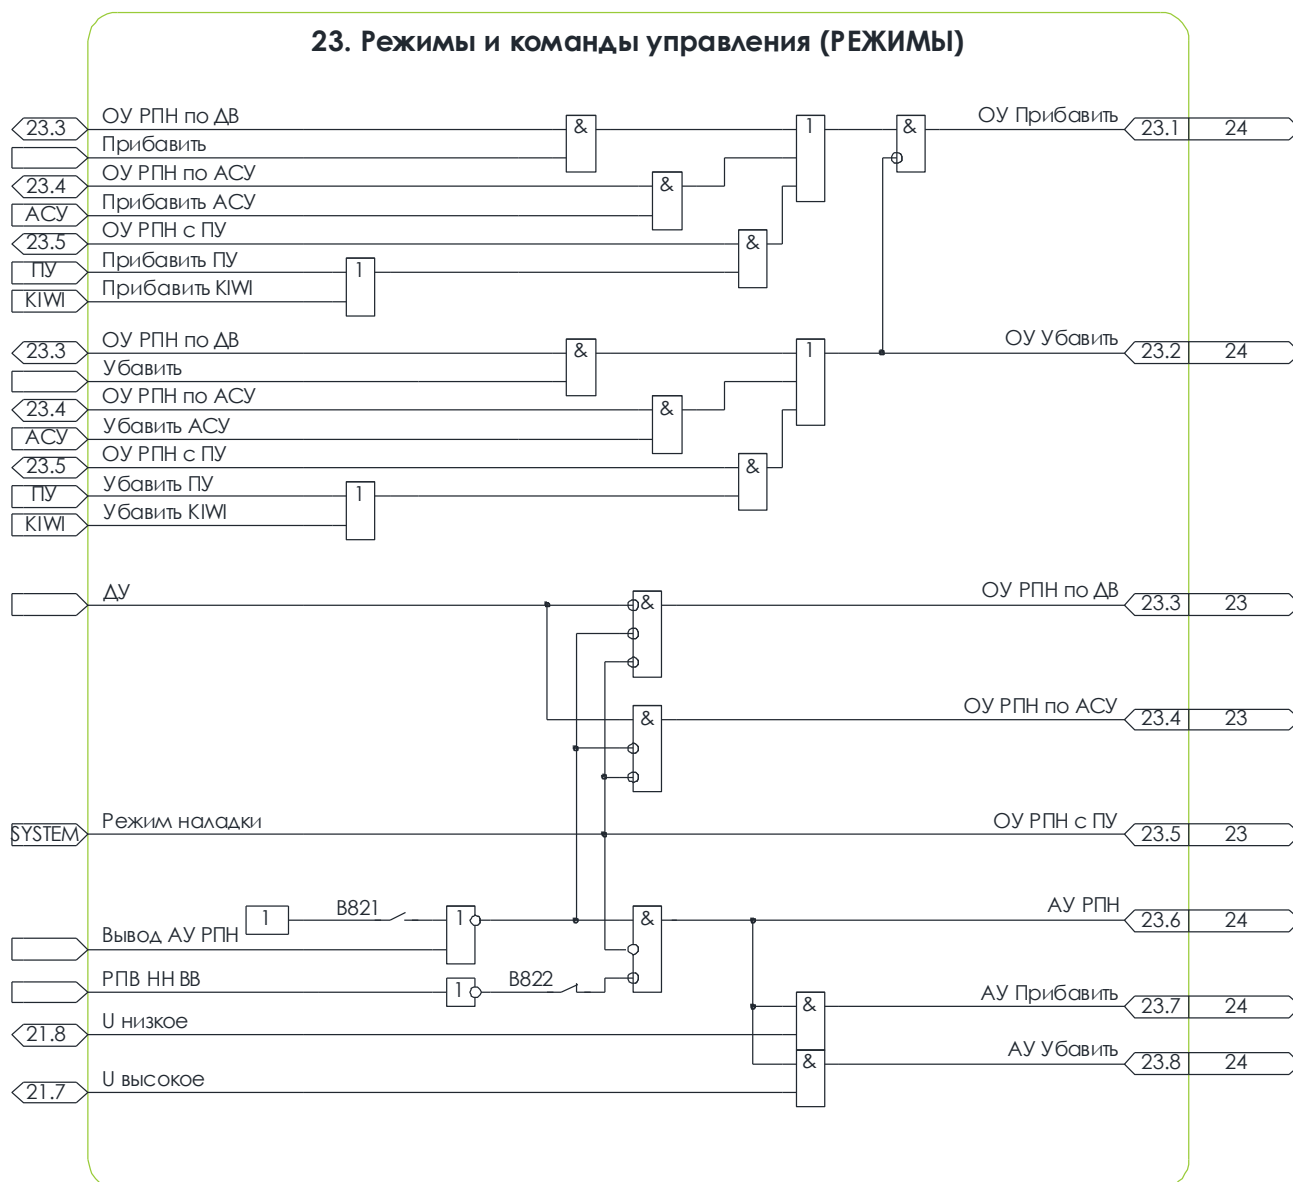 23. Режимы и команды управления (РЕЖИМЫ)
23.3 ОУ РПН по ДВ & 1 & ОУ Прибавить 23.1 24
Прибавить
23.4 ОУ РПН по АСУ &
АСУ Прибавить АСУ
23.5 ОУ РПН с ПУ &
ПУ Прибавить ПУ 1
KIWI Прибавить KIWI
23.3 ОУ РПН по ДВ & 1 ОУ Убавить 23.2 24
Убавить
23.4 ОУ РПН по АСУ &
АСУ Убавить АСУ
23.5 ОУ РПН с ПУ &
ПУ Убавить ПУ 1
KIWI Убавить KIWI
ДУ & ОУ РПН по ДВ 23.3 23
& ОУ РПН по АСУ 23.4 23
SYSTEM Режим наладки ОУ РПН с ПУ 23.5 23
1 В821 1 & АУ РПН 23.6 24
Вывод АУ РПН
РПВ НН ВВ 1 В822
& АУ Прибавить 23.7 24
21.8 U низкое
& АУ Убавить 23.8 24
21.7 U высокое